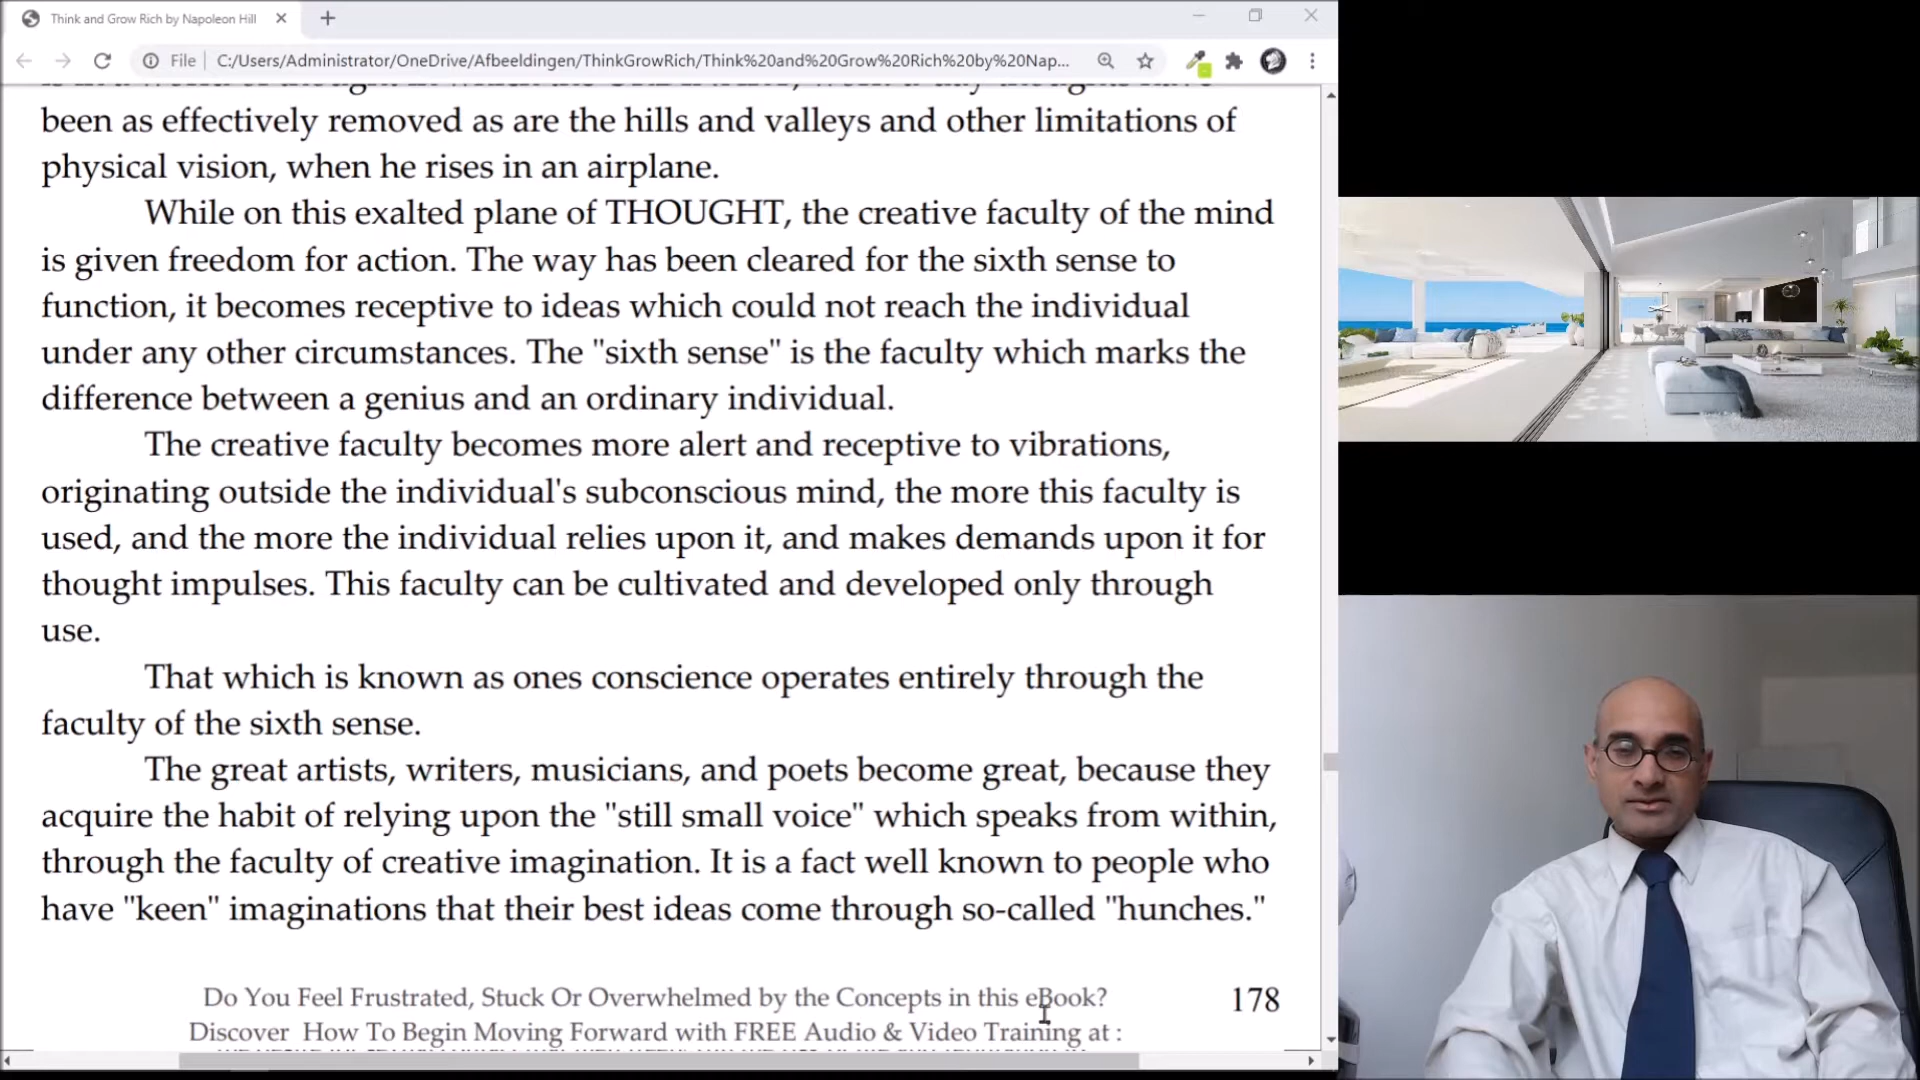 Think and Grow Rich by Napoleon Hill
File
C:/Users/Administrator/OneDrive/Afbeeldingen/ThinkGrowRich/Think%20and%20Grow%20Rich%20by%20Nap...
been as effectively removed as are the hills and valleys and other limitations of
physical vision, when he rises in an airplane.
While on this exalted plane of THOUGHT, the creative faculty of the mind
is given freedom for action. The way has been cleared for the sixth sense to
function, it becomes receptive to ideas which could not reach the individual
under any other circumstances. The "sixth sense" is the faculty which marks the
difference between a genius and an ordinary individual.
The creative faculty becomes more alert and receptive to vibrations,
originating outside the individual's subconscious mind, the more this faculty is
used, and the more the individual relies upon it, and makes demands upon it for
thought impulses. This faculty can be cultivated and developed only through
use.
That which is known as ones conscience operates entirely through the
faculty of the sixth sense.
The great artists, writers, musicians, and poets become great, because they
acquire the habit of relying upon the "still small voice" which speaks from within,
through the faculty of creative imagination. It is a fact well known to people who
have "keen" imaginations that their best ideas come through so-called "hunches."
Do You Feel Frustrated, Stuck Or Overwhelmed by the Concepts in this eBook?
178
Discover How To Begin Moving Forward with FREE Audio & Video Training at :